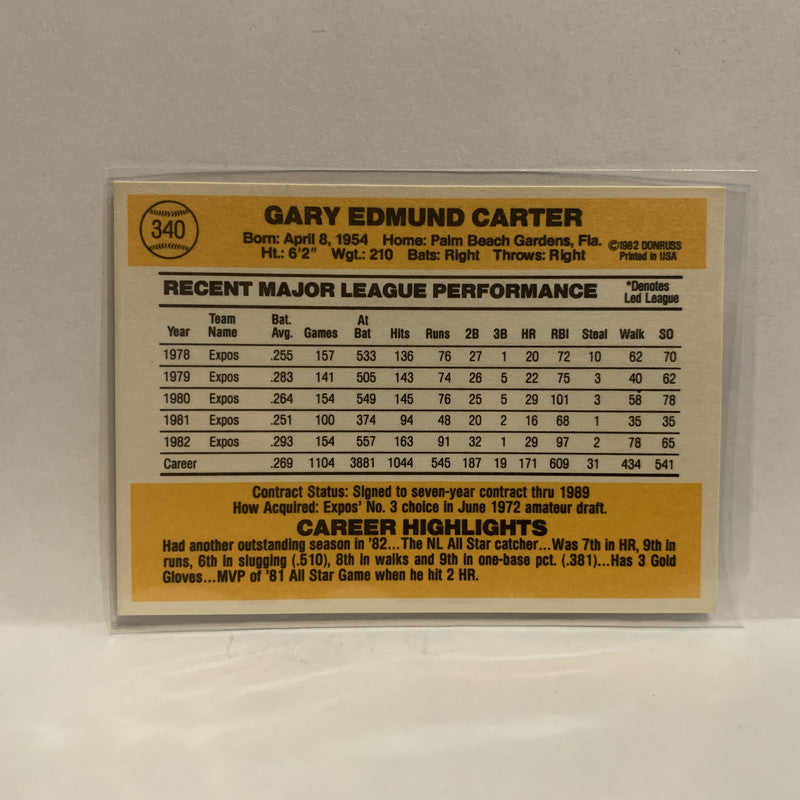 340
GARY EDMUND CARTER
Born: April 8, 1954 Home: Palm Beach Gardens, Fla.
Ht.: 6'2" Wgt.: 210 Bats: Right Throws: Right
©1982 DONRUSS
Printed in USA
RECENT MAJOR LEAGUE PERFORMANCE
*Denotes
Led League
Year Team Name Bat. Avg. Games At Bat Hits Runs 2B 3B HR RBI Steal Walk SO
1978 Expos .255 157 533 136 76 27 1 20 72 10 62 70
1979 Expos .283 141 505 143 74 26 5 22 75 3 40 62
1980 Expos .264 154 549 145 76 25 5 29 101 3 58 78
1981 Expos .251 100 374 94 48 20 2 16 68 1 35 35
1982 Expos .293 154 557 163 91 32 1 29 97 2 78 65
Career .269 1104 3881 1044 545 187 19 171 609 31 434 541
Contract Status: Signed to seven-year contract thru 1989
How Acquired: Expos' No. 3 choice in June 1972 amateur draft.
CAREER HIGHLIGHTS
Had another outstanding season in '82...The NL All Star catcher...Was 7th in HR, 9th in
runs, 6th in slugging (.510), 8th in walks and 9th in one-base pct. (.381)...Has 3 Gold
Gloves...MVP of '81 All Star Game when he hit 2 HR.